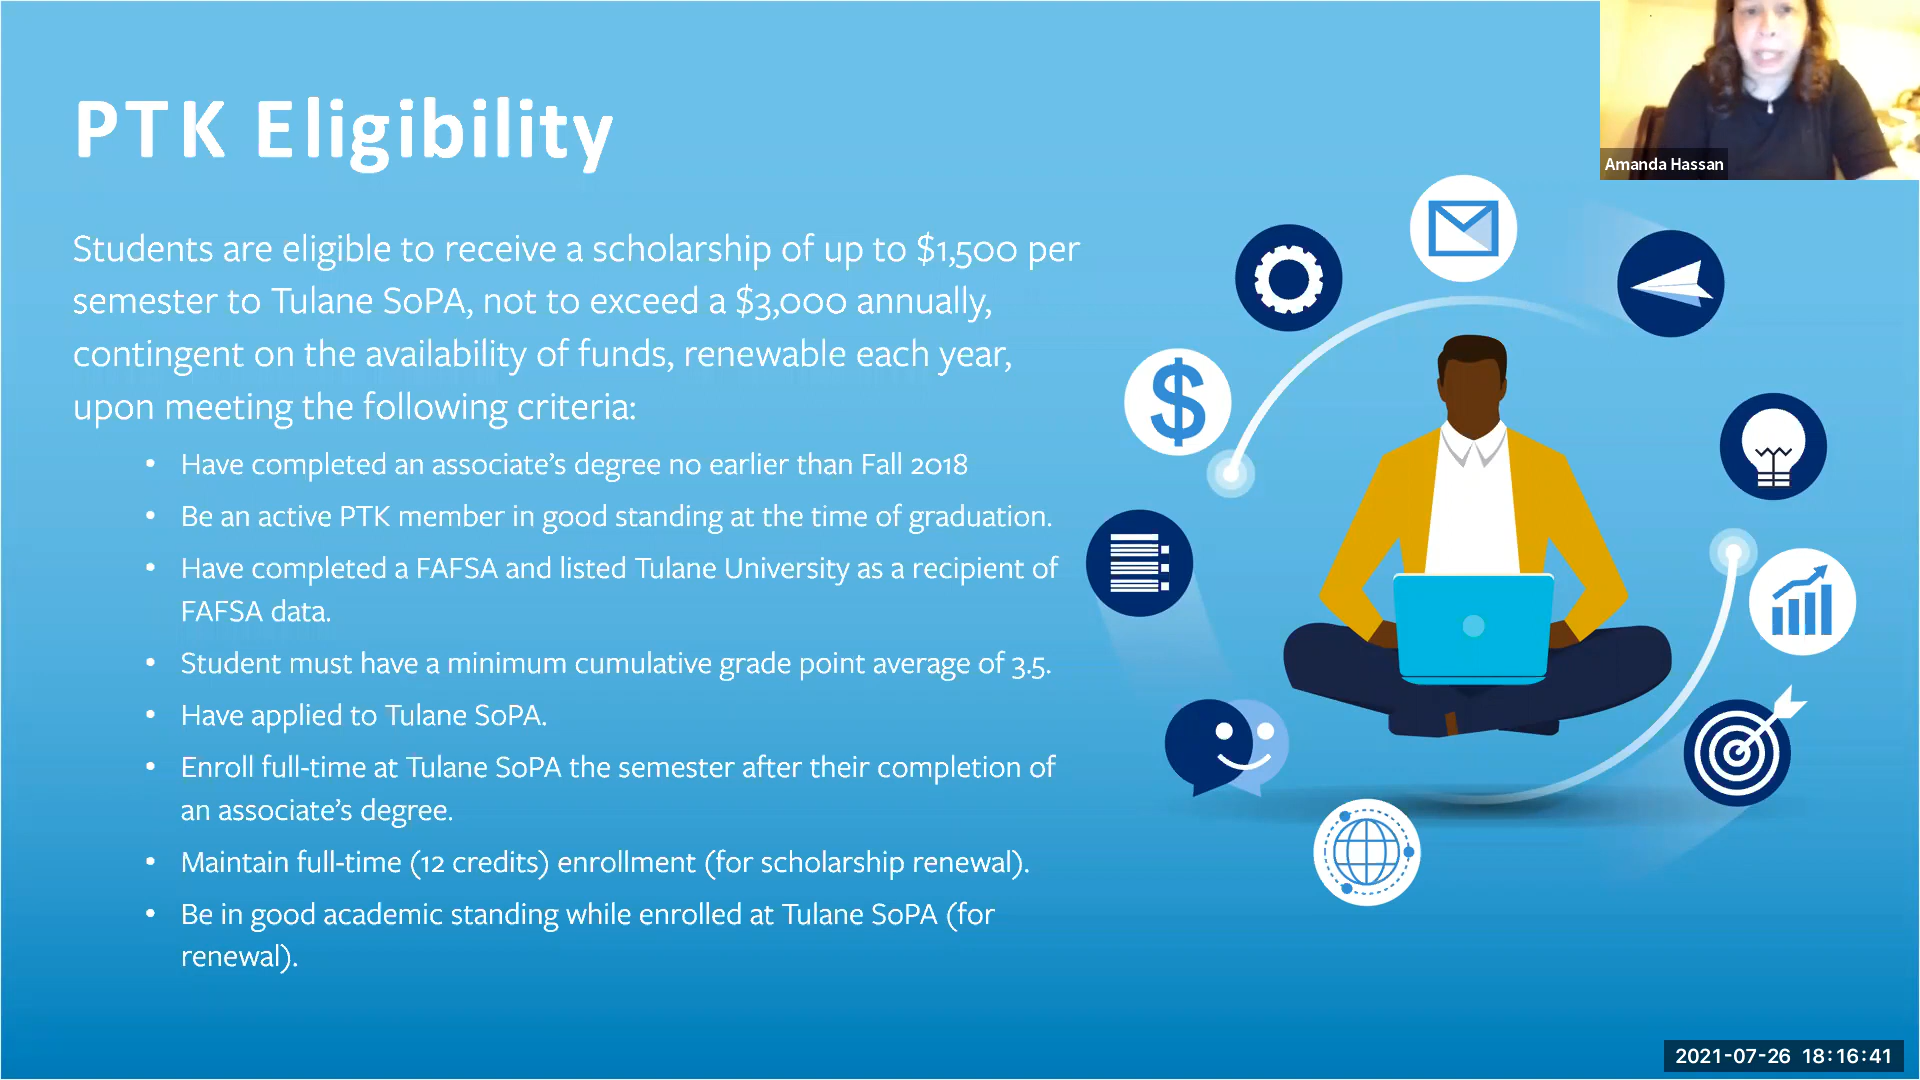 PTK Eligibility
Amanda Hassan
Students are eligible to receive a scholarship of up to $1,500 per
semester to Tulane SoPA, not to exceed a $3,000 annually,
contingent on the availability of funds, renewable each year,
upon meeting the following criteria:
• Have completed an associate’s degree no earlier than Fall 2018
• Be an active PTK member in good standing at the time of graduation.
• Have completed a FAFSA and listed Tulane University as a recipient of
FAFSA data.
• Student must have a minimum cumulative grade point average of 3.5.
• Have applied to Tulane SoPA.
• Enroll full-time at Tulane SoPA the semester after their completion of
an associate’s degree.
• Maintain full-time (12 credits) enrollment (for scholarship renewal).
• Be in good academic standing while enrolled at Tulane SoPA (for
renewal).
$
2021-07-26 18:16:41